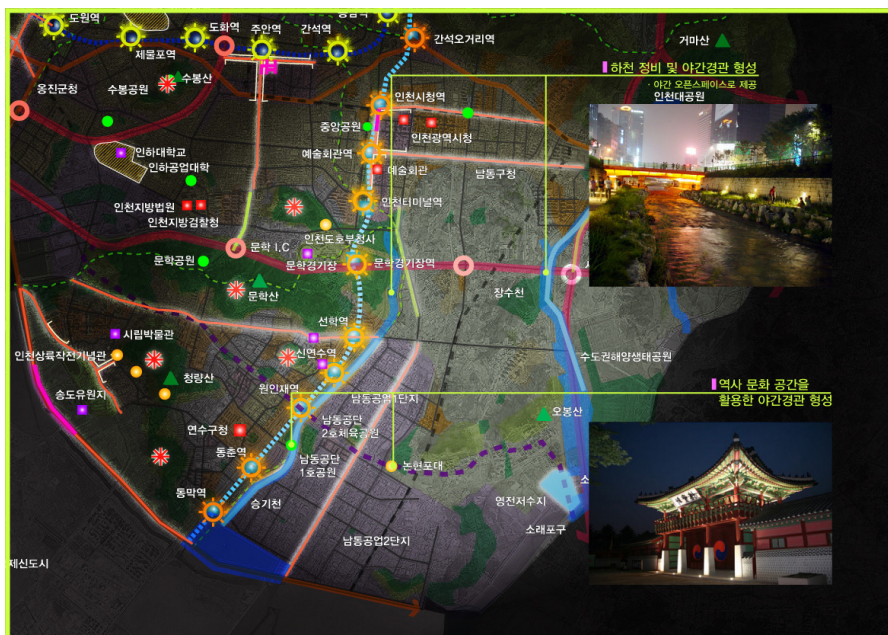 도원역
도화역
주안역
간석역
제물포역
간석오거리역
거마산
옹진군청
수봉공원
수봉산
하천 정비 및 야간경관 형성
· 야간 오픈스페이스로 제공
인천대공원
인천시청역
중앙공원
인천광역시청
인하대학교
인하공업대학
예술회관역
예술회관
남동구청
인천지방법원
인천지방검찰청
인천터미널역
인천도호부청사
문학 I.C
문학공원
문학경기장
문학경기장역
문학산
장수천
선학역
시립박물관
신연수역
인천상륙작전기념관
수도권해양생태공원
청량산
송도유원지
원인재역
남동공업1단지
역사 문화 공간을
활용한 야간경관 형성
오봉산
남동공단
2호체육공원
연수구청
동춘역
남동공단
1호공원
논현포대
동막역
승기천
영전저수지
소래포구
남동공업2단지
제신도시